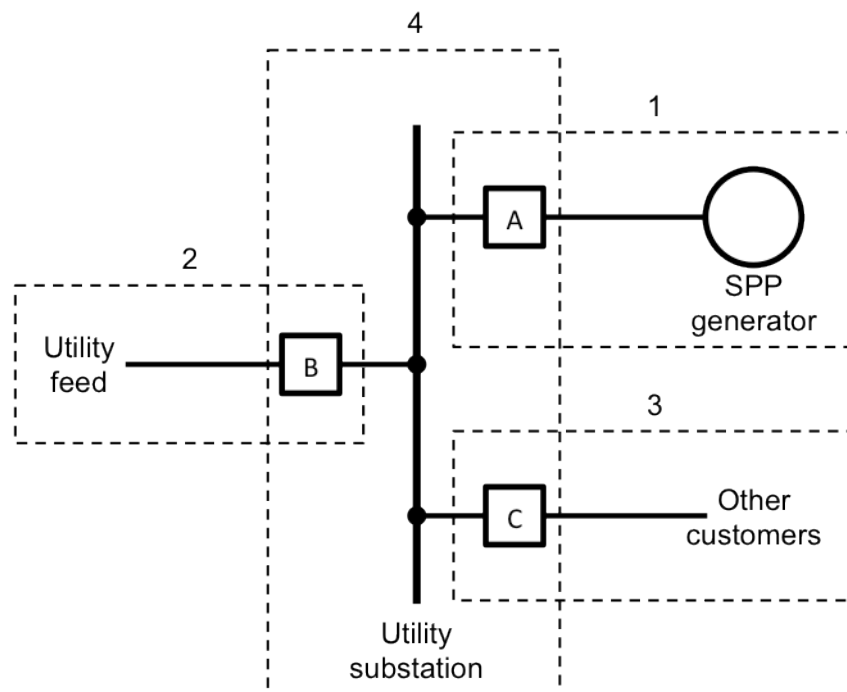 4
1
A
SPP
generator
2
Utility
feed
B
3
C
Other
customers
Utility
substation